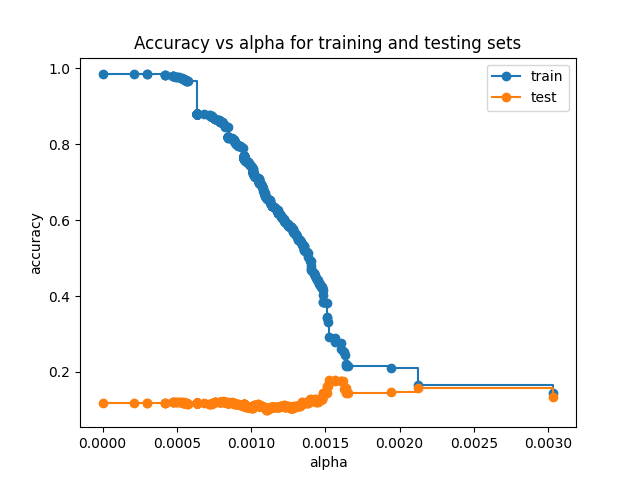 Accuracy vs alpha for training and testing sets
train
test
1.0
0.8
0.6
0.4
0.2
accuracy
0.0000 0.0005 0.0010 0.0015 0.0020 0.0025 0.0030
alpha